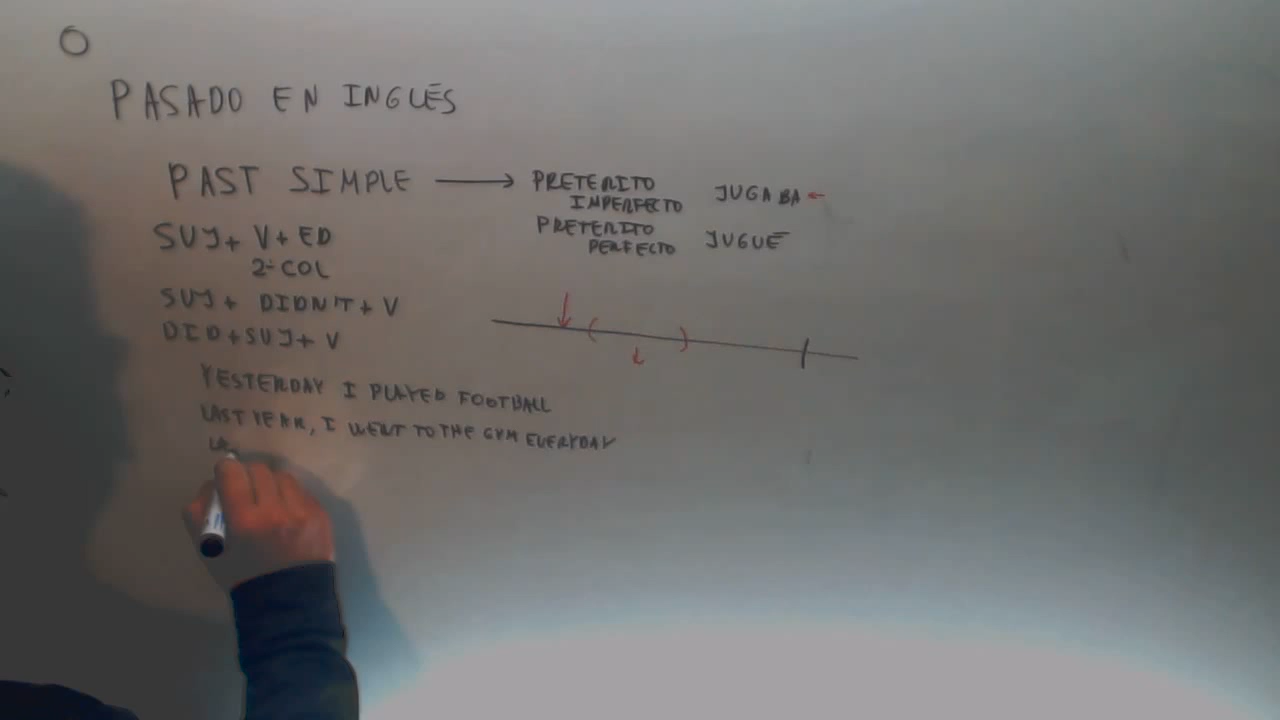 PASADO EN INGLÉS
PAST SIMPLE → PRETERITO IMPERFECTO JUGABA ←
PRETERITO PERFECTO JUGUÉ
SUJ + V + ED
2ª COL
SUJ + DIDN'T + V
DID + SUJ + V
YESTERDAY I PLAYED FOOTBALL
LAST YEAR, I WENT TO THE GYM EVERYDAY